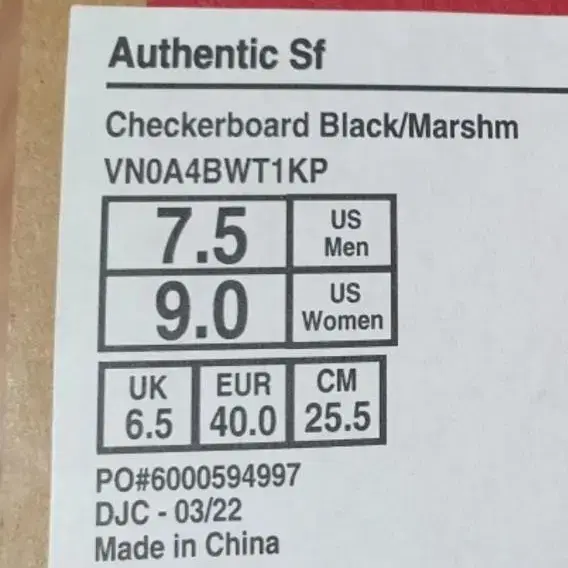 Authentic Sf
Checkerboard Black/Marshm
VN0A4BWT1KP
7.5 US Men
9.0 US Women
UK EUR CM
6.5 40.0 25.5
PO#6000594997
DJC - 03/22
Made in China